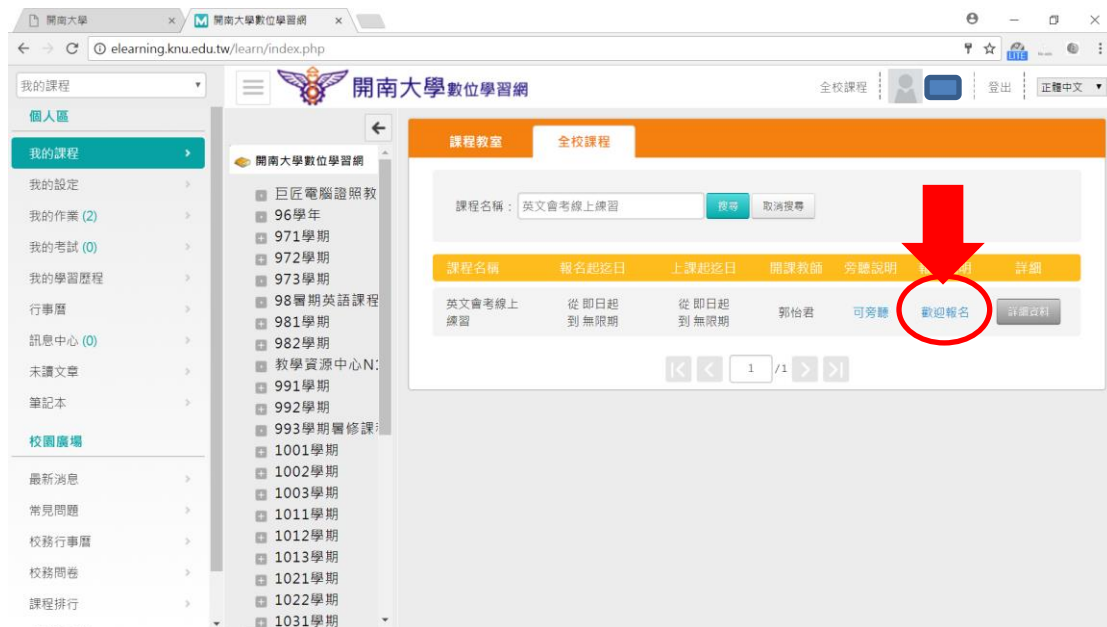 開南大學
開南大學數位學習網
elearning.knu.edu.tw/learn/index.php
LITE
我的課程
開南大學數位學習網
全校課程
登出
正體中文
個人區
我的課程
我的設定
我的作業 (2)
我的考試 (0)
我的學習歷程
行事曆
訊息中心 (0)
未讀文章
筆記本
校園廣場
最新消息
常見問題
校務行事曆
校務問卷
課程排行
開南大學數位學習網
巨匠電腦證照教
96學年
971學期
972學期
973學期
98暑期英語課程
981學期
982學期
教學資源中心N
991學期
992學期
993學期暑修課
1001學期
1002學期
1003學期
1011學期
1012學期
1013學期
1021學期
1022學期
1031學期
課程教室
全校課程
課程名稱： 英文會考線上練習 搜尋 取消搜尋
課程名稱 報名起迄日 上課起迄日 開課教師 旁聽說明 詳細
英文會考線上
練習
從 即日起
到 無限期
從 即日起
到 無限期
郭怡君
可旁聽
歡迎報名
詳細資料
1 /1